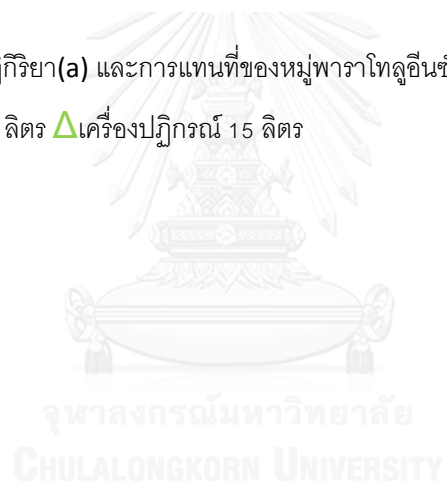 กิริยา(a) และการแทนที่ของหมู่พาราโทลูอีนซ
ลิตร Δเครื่องปฏิกรณ์ 15 ลิตร
จุฬาลงกรณ์มหาวิทยาลัย
CHULALONGKORN UNIVERSITY